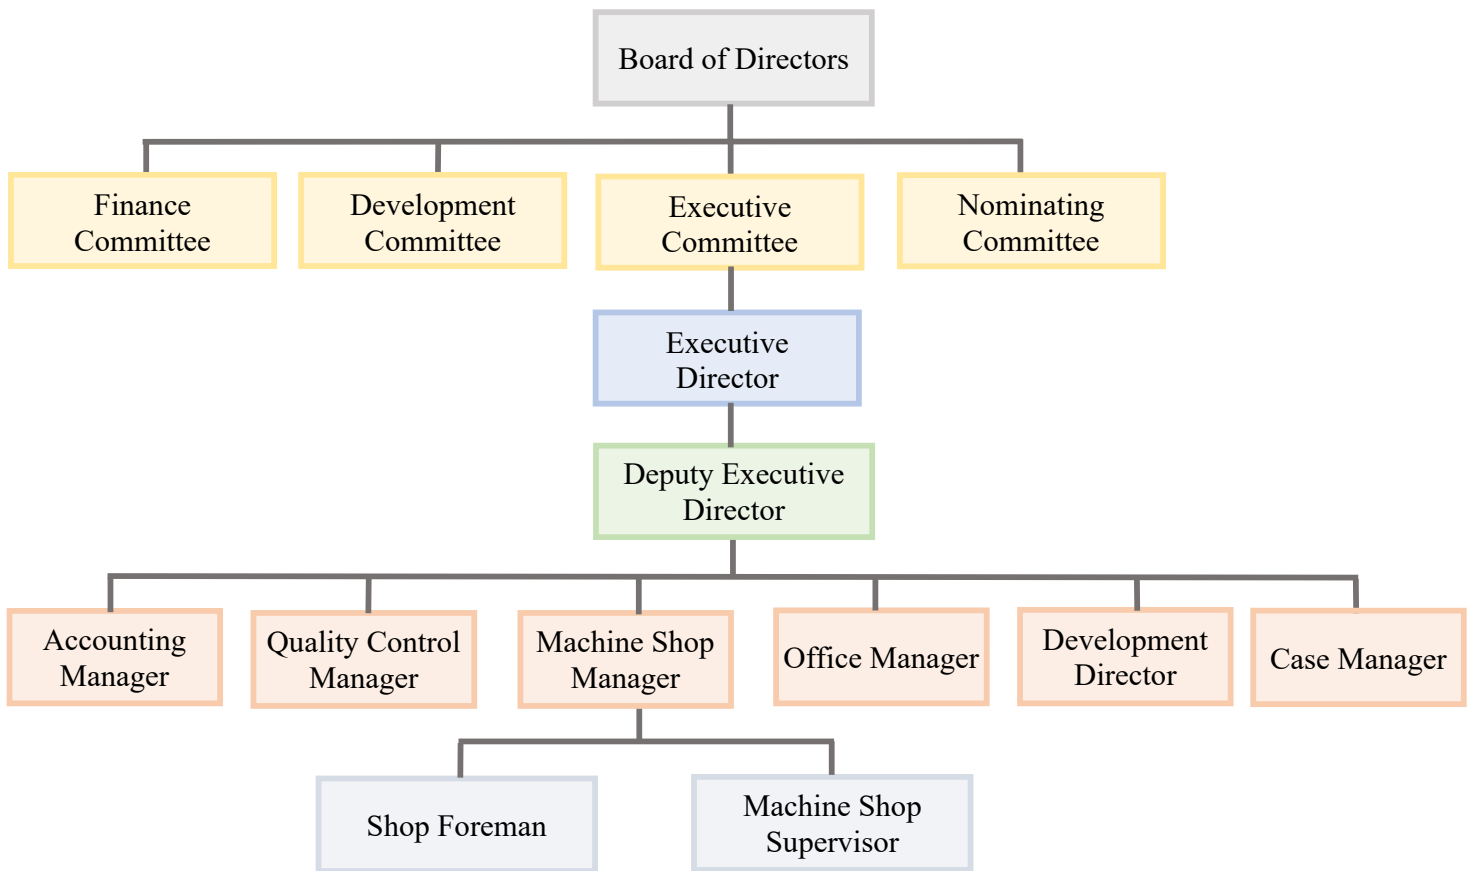 Board of Directors
Finance
Committee
Development
Committee
Executive
Committee
Nominating
Committee
Executive
Director
Deputy Executive
Director
Accounting
Manager
Quality Control
Manager
Machine Shop
Manager
Office Manager
Development
Director
Case Manager
Shop Foreman
Machine Shop
Supervisor